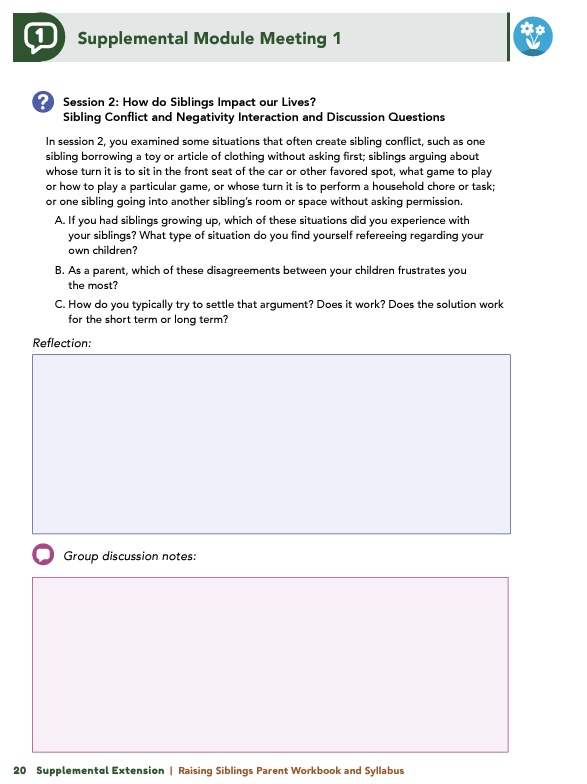 1
Supplemental Module Meeting 1
?
Session 2: How do Siblings Impact our Lives?
Sibling Conflict and Negativity Interaction and Discussion Questions
In session 2, you examined some situations that often create sibling conflict, such as one
sibling borrowing a toy or article of clothing without asking first; siblings arguing about
whose turn it is to sit in the front seat of the car or other favored spot, what game to play
or how to play a particular game, or whose turn it is to perform a household chore or task;
or one sibling going into another sibling's room or space without asking permission.
A. If you had siblings growing up, which of these situations did you experience with
your siblings? What type of situation do you find yourself refereeing regarding your
own children?
B. As a parent, which of these disagreements between your children frustrates you
the most?
C. How do you typically try to settle that argument? Does it work? Does the solution work
for the short term or long term?
Reflection:
Group discussion notes:
20 Supplemental Extension | Raising Siblings Parent Workbook and Syllabus